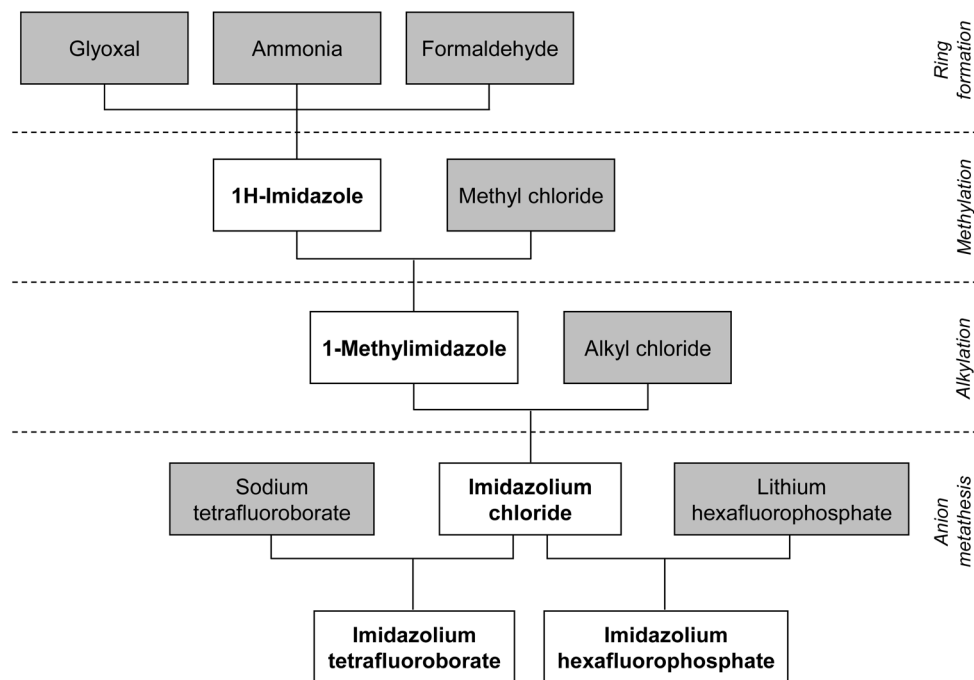 Glyoxal
Ammonia
Formaldehyde
Ring
formation
1H-Imidazole
Methyl chloride
Methylation
1-Methylimidazole
Alkyl chloride
Alkylation
Sodium
tetrafluoroborate
Imidazolium
chloride
Lithium
hexafluorophosphate
Anion
metathesis
Imidazolium
tetrafluoroborate
Imidazolium
hexafluorophosphate